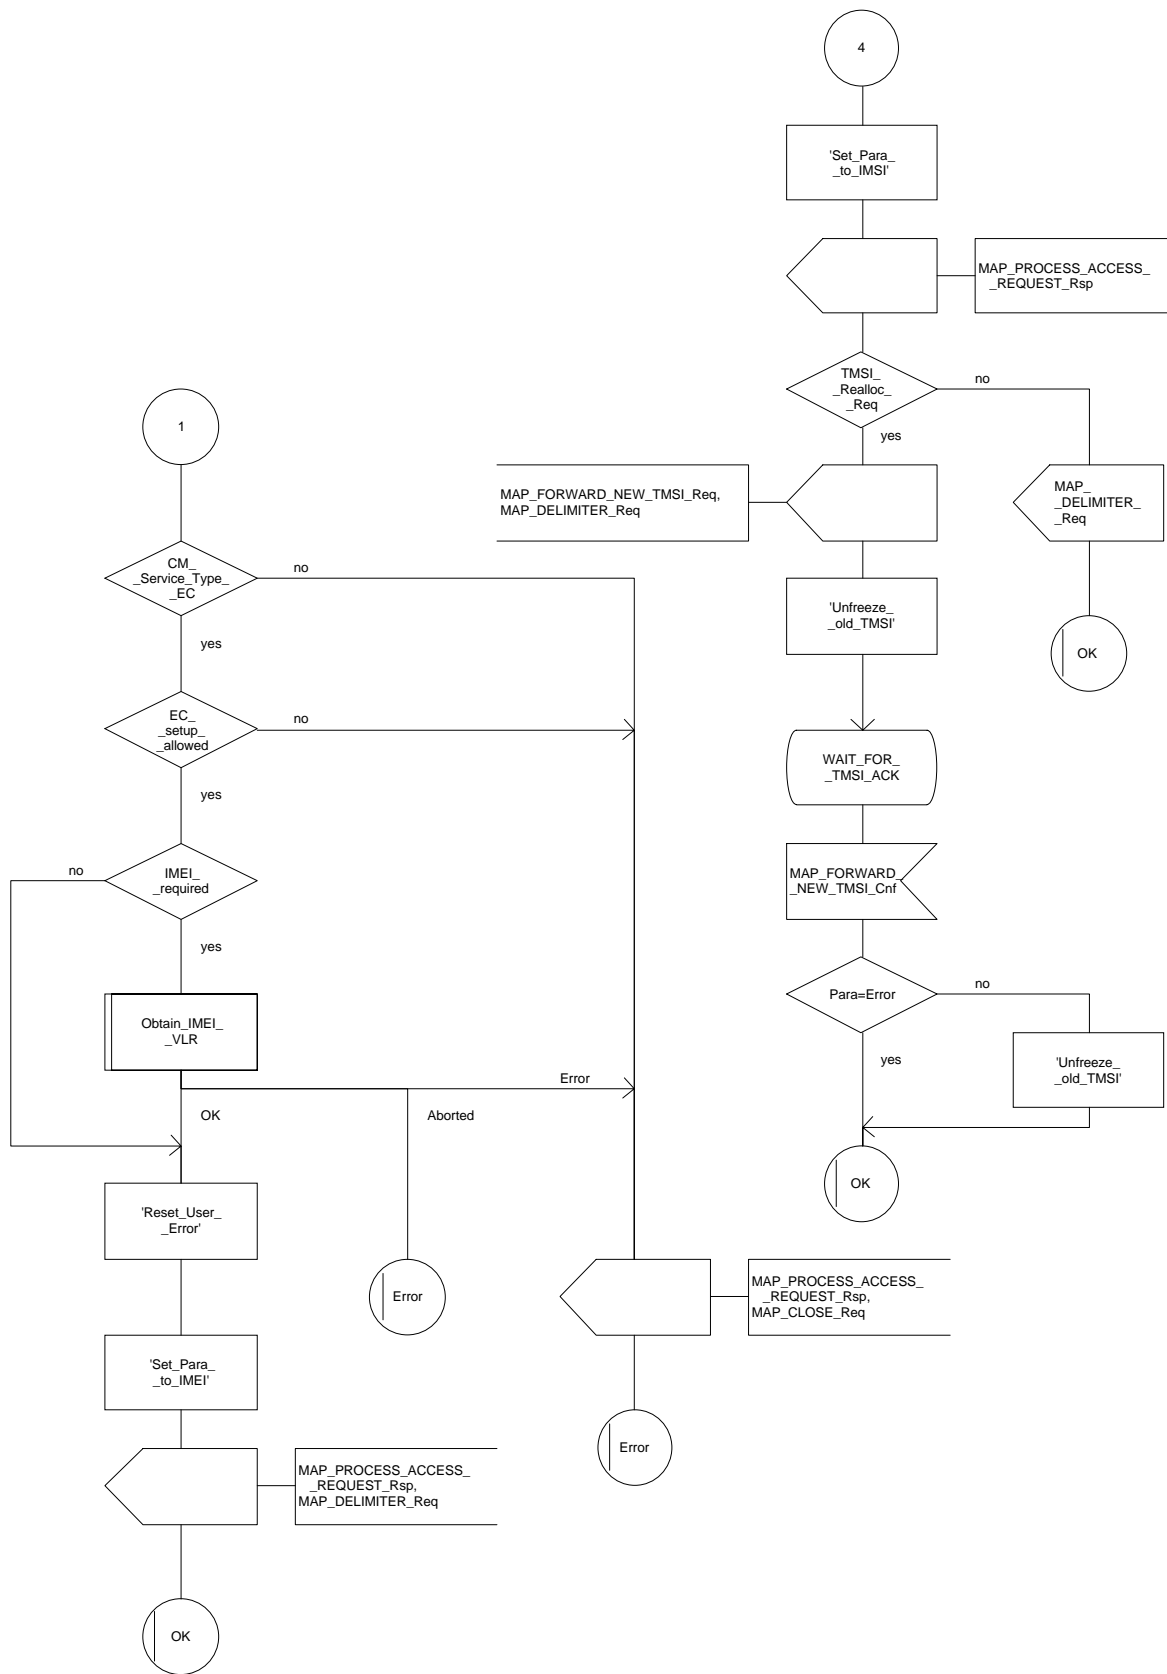 4
'Set_Para_
_to_IMSI'
MAP_PROCESS_ACCESS_
_REQUEST_Rsp
TMSI_
_Realloc_
_Req
no
yes
MAP_FORWARD_NEW_TMSI_Req,
MAP_DELIMITER_Req
MAP_
_DELIMITER_
_Req
'Unfreeze_
_old_TMSI'
OK
WAIT_FOR_
_TMSI_ACK
MAP_FORWARD_
_NEW_TMSI_Cnf
Para=Error
no
yes
'Unfreeze_
_old_TMSI'
OK
1
CM_
_Service_Type_
_EC
no
yes
EC_
_setup_
_allowed
no
yes
IMEI_
_required
no
yes
Obtain_IMEI_
_VLR
Error
OK
Aborted
'Reset_User_
_Error'
Error
MAP_PROCESS_ACCESS_
_REQUEST_Rsp,
MAP_CLOSE_Req
'Set_Para_
_to_IMEI'
Error
MAP_PROCESS_ACCESS_
_REQUEST_Rsp,
MAP_DELIMITER_Req
OK